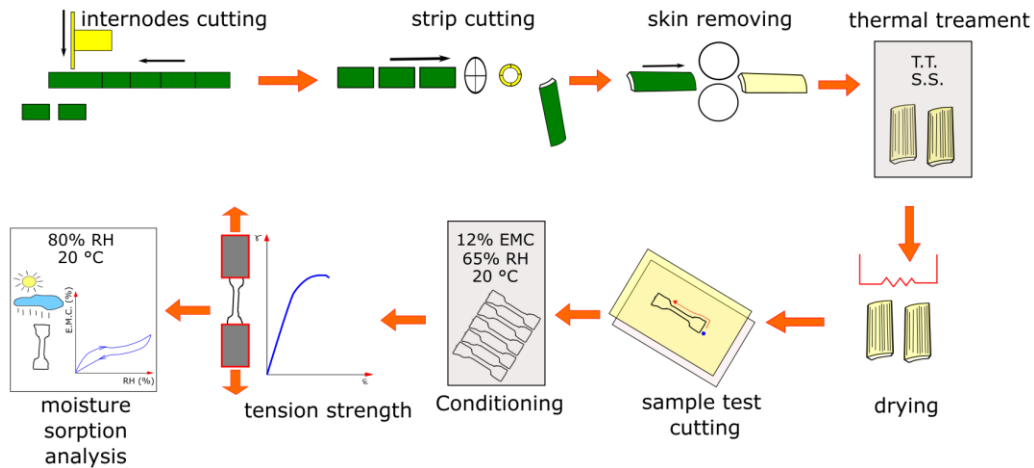 internodes cutting
strip cutting
skin removing
thermal treament
T.T.
S.S.
80% RH
20 °C
E.M.C. (%)
RH (%)
moisture
sorption
analysis
tension strength
12% EMC
65% RH
20 °C
Conditioning
sample test
cutting
drying